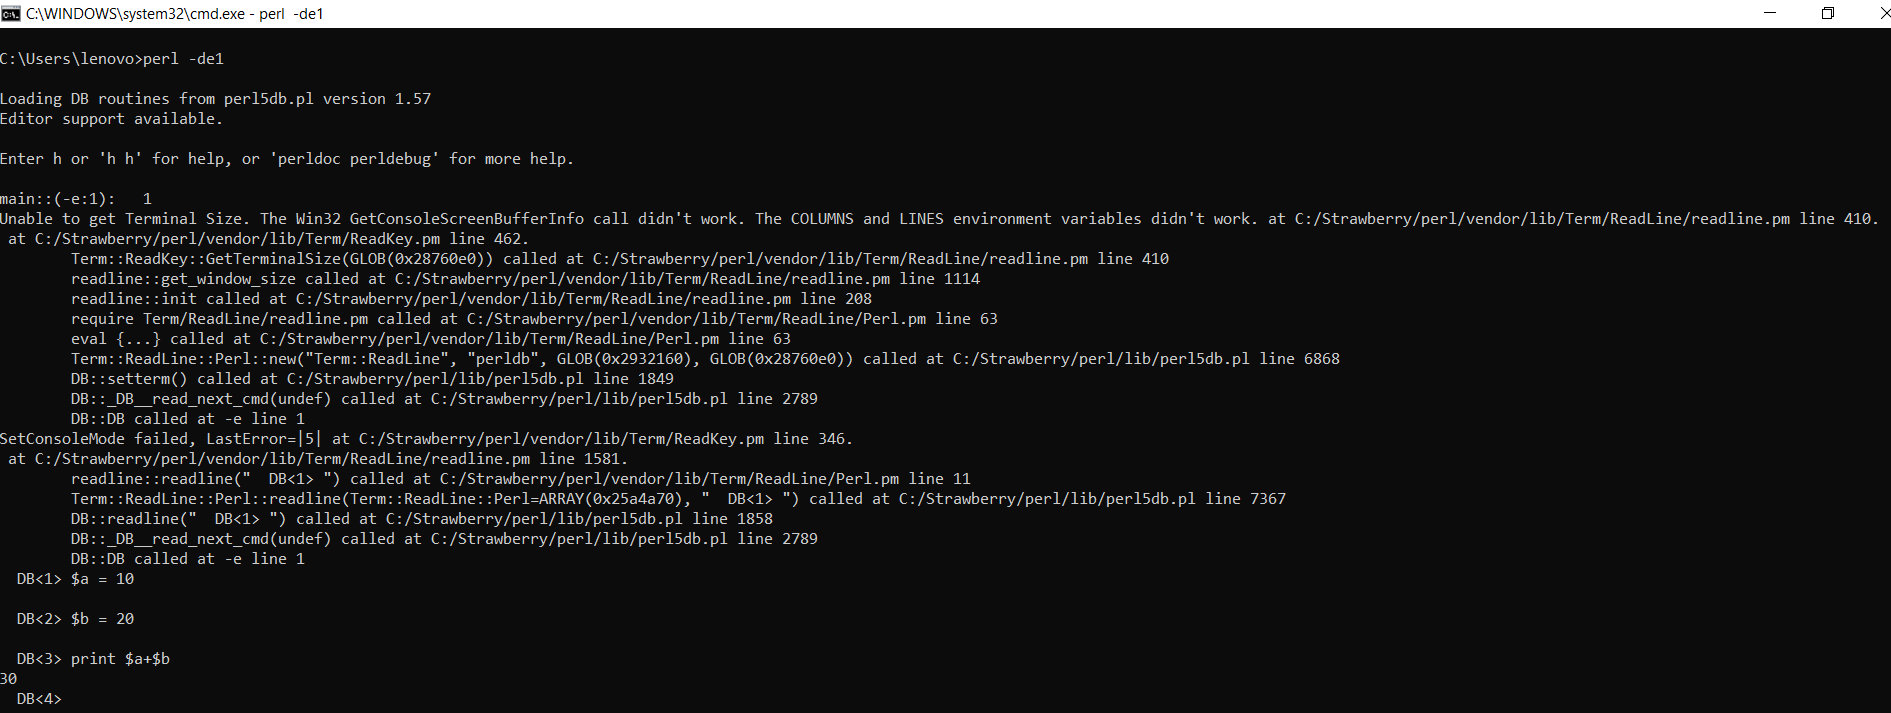 C:\WINDOWS\system32\cmd.exe - perl -de1
C:\Users\lenovo>perl -de1
Loading DB routines from perl5db.pl version 1.57
Editor support available.
Enter h or 'h h' for help, or 'perldoc perldebug' for more help.
main::(-e:1):   1
Unable to get Terminal Size. The Win32 GetConsoleScreenBufferInfo call didn't work. The COLUMNS and LINES environment variables didn't work. at C:/Strawberry/perl/vendor/lib/Term/ReadLine/readline.pm line 410.
 at C:/Strawberry/perl/vendor/lib/Term/ReadKey.pm line 462.
        Term::ReadKey::GetTerminalSize(GLOB(0x28760e0)) called at C:/Strawberry/perl/vendor/lib/Term/ReadLine/readline.pm line 410
        readline::get_window_size called at C:/Strawberry/perl/vendor/lib/Term/ReadLine/readline.pm line 1114
        readline::init called at C:/Strawberry/perl/vendor/lib/Term/ReadLine/readline.pm line 208
        require Term/ReadLine/readline.pm called at C:/Strawberry/perl/vendor/lib/Term/ReadLine/Perl.pm line 63
        eval {...} called at C:/Strawberry/perl/vendor/lib/Term/ReadLine/Perl.pm line 63
        Term::ReadLine::Perl::new("Term::ReadLine", "perldb", GLOB(0x2932160), GLOB(0x28760e0)) called at C:/Strawberry/perl/lib/perl5db.pl line 6868
        DB::setterm() called at C:/Strawberry/perl/lib/perl5db.pl line 1849
        DB::_DB__read_next_cmd(undef) called at C:/Strawberry/perl/lib/perl5db.pl line 2789
        DB::DB called at -e line 1
SetConsoleMode failed, LastError=|5| at C:/Strawberry/perl/vendor/lib/Term/ReadKey.pm line 346.
 at C:/Strawberry/perl/vendor/lib/Term/ReadLine/readline.pm line 1581.
        readline::readline("  DB<1> ") called at C:/Strawberry/perl/vendor/lib/Term/ReadLine/Perl.pm line 11
        Term::ReadLine::Perl::readline(Term::ReadLine::Perl=ARRAY(0x25a4a70), "  DB<1> ") called at C:/Strawberry/perl/lib/perl5db.pl line 7367
        DB::readline("  DB<1> ") called at C:/Strawberry/perl/lib/perl5db.pl line 1858
        DB::_DB__read_next_cmd(undef) called at C:/Strawberry/perl/lib/perl5db.pl line 2789
        DB::DB called at -e line 1
  DB<1> $a = 10
  DB<2> $b = 20
  DB<3> print $a+$b
30
  DB<4>